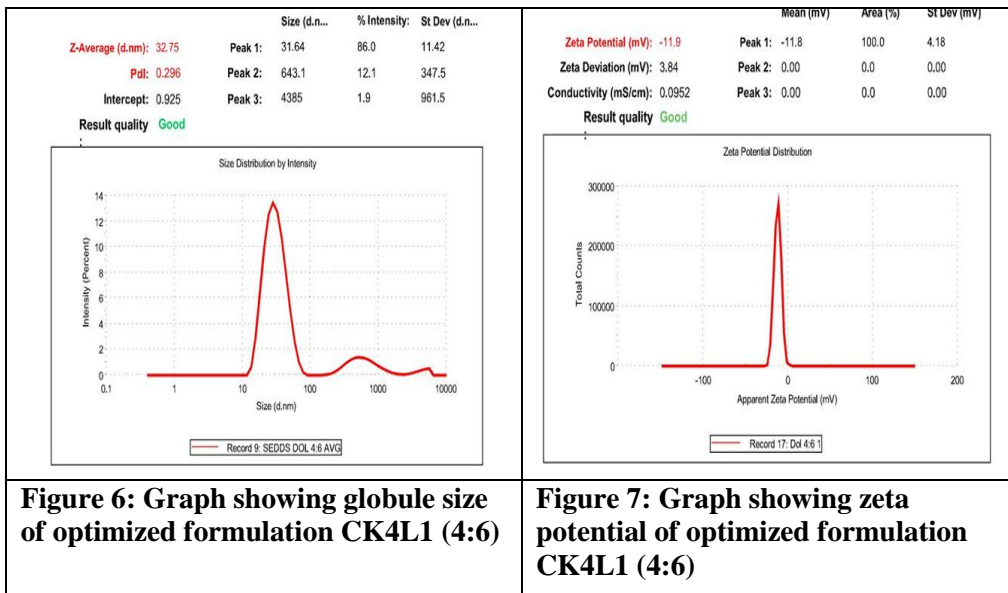 Size (d.n... % Intensity: St Dev (d.n...
Z-Average (d.nm): 32.75 Peak 1: 31.64 86.0 11.42
PdI: 0.296 Peak 2: 643.1 12.1 347.5
Intercept: 0.925 Peak 3: 4385 1.9 961.5
Result quality Good
Size Distribution by Intensity
Intensity (Percent)
14
12
10
8
6
4
2
0
0.1 1 10 100 1000 10000
Size (d.nm)
Record 9: SEDDS DOL 4:6 AVG
Figure 6: Graph showing globule size
of optimized formulation CK4L1 (4:6)
Mean (mV) Area (%) St Dev (mV)
Zeta Potential (mV): -11.9 Peak 1: -11.8 100.0 4.18
Zeta Deviation (mV): 3.84 Peak 2: 0.00 0.0 0.00
Conductivity (mS/cm): 0.0952 Peak 3: 0.00 0.0 0.00
Result quality Good
Zeta Potential Distribution
Total Counts
300000
200000
100000
0
-100 0 100 200
Apparent Zeta Potential (mV)
Record 17: Dol 4:6 1
Figure 7: Graph showing zeta
potential of optimized formulation
CK4L1 (4:6)